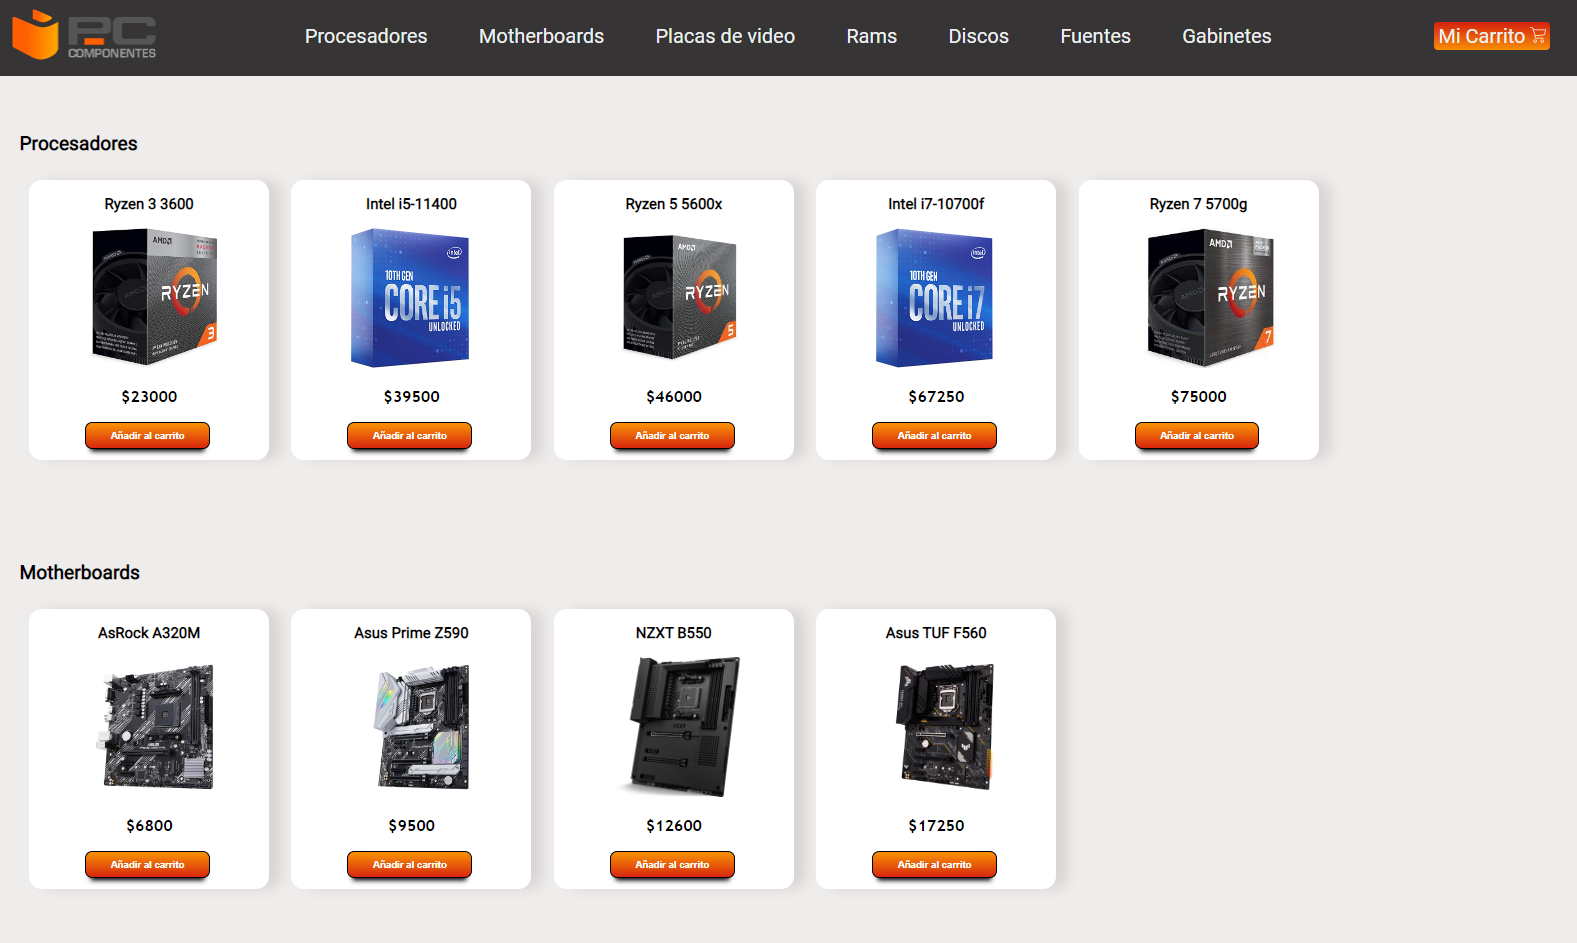 PC
COMPONENTES
Procesadores Motherboards Placas de video Rams Discos Fuentes Gabinetes Mi Carrito
Procesadores
Ryzen 3 3600 Intel i5-11400 Ryzen 5 5600x Intel i7-10700f Ryzen 7 5700g
AMD RYZEN 3
intel 10TH GEN CORE i5 UNLOCKED
AMD RYZEN 5
intel 10TH GEN CORE i7 UNLOCKED
AMD RYZEN 7
$23000 $39500 $46000 $67250 $75000
Añadir al carrito Añadir al carrito Añadir al carrito Añadir al carrito Añadir al carrito
Motherboards
AsRock A320M Asus Prime Z590 NZXT B550 Asus TUF F560
$6800 $9500 $12600 $17250
Añadir al carrito Añadir al carrito Añadir al carrito Añadir al carrito